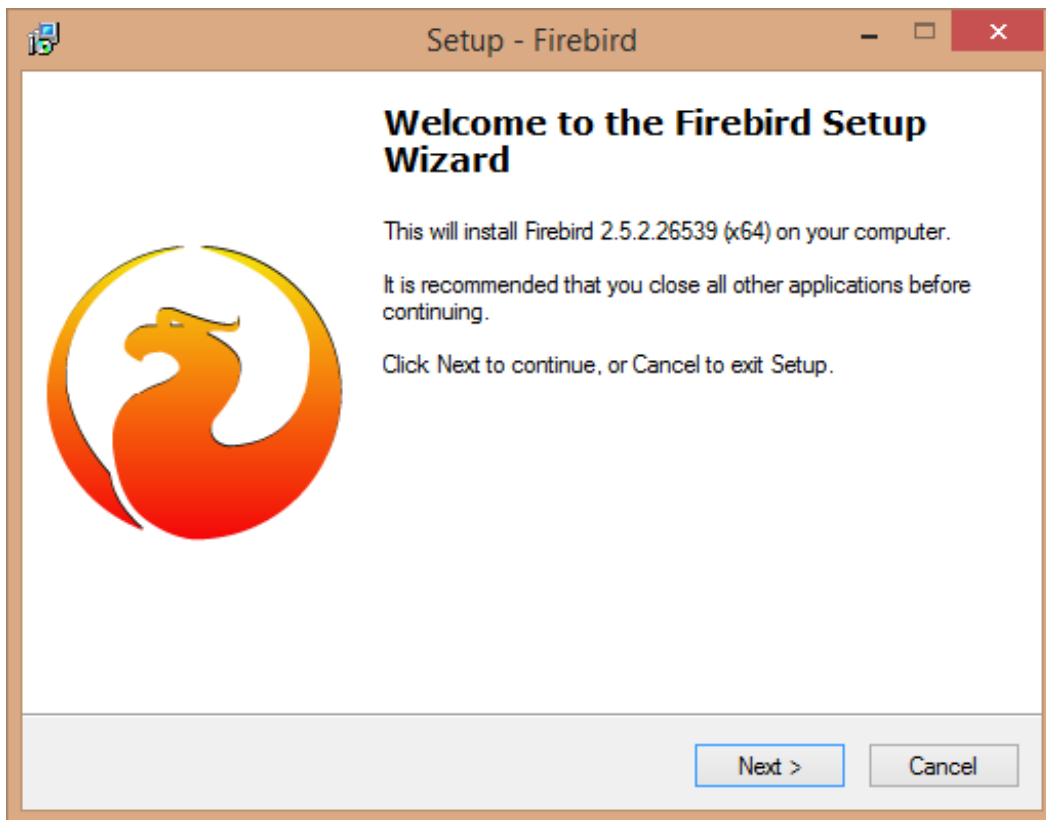 Setup - Firebird
Welcome to the Firebird Setup
Wizard
This will install Firebird 2.5.2.26539 (x64) on your computer.
It is recommended that you close all other applications before
continuing.
Click Next to continue, or Cancel to exit Setup.
Next >
Cancel